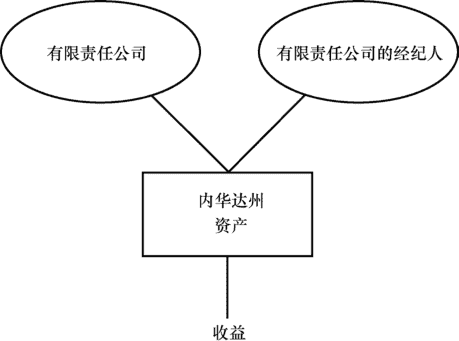 有限责任公司
有限责任公司的经纪人
内华达州
资产
收益